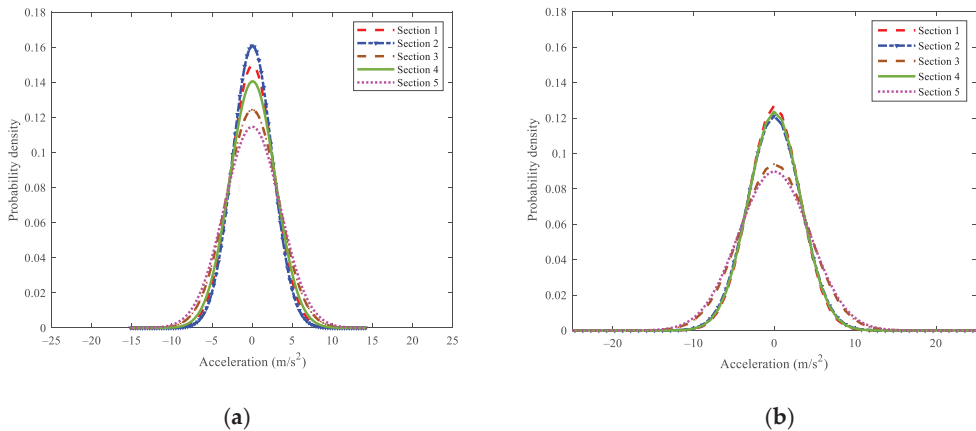 0.18
0.16
0.14
0.12
0.1
0.08
0.06
0.04
0.02
0
Probability density
−25 −20 −15 −10 −5 0 5 10 15 20 25
Acceleration (m/s²)
Section 1
Section 2
Section 3
Section 4
Section 5
(a)
0.18
0.16
0.14
0.12
0.1
0.08
0.06
0.04
0.02
0
Probability density
−20 −10 0 10 20
Acceleration (m/s²)
Section 1
Section 2
Section 3
Section 4
Section 5
(b)